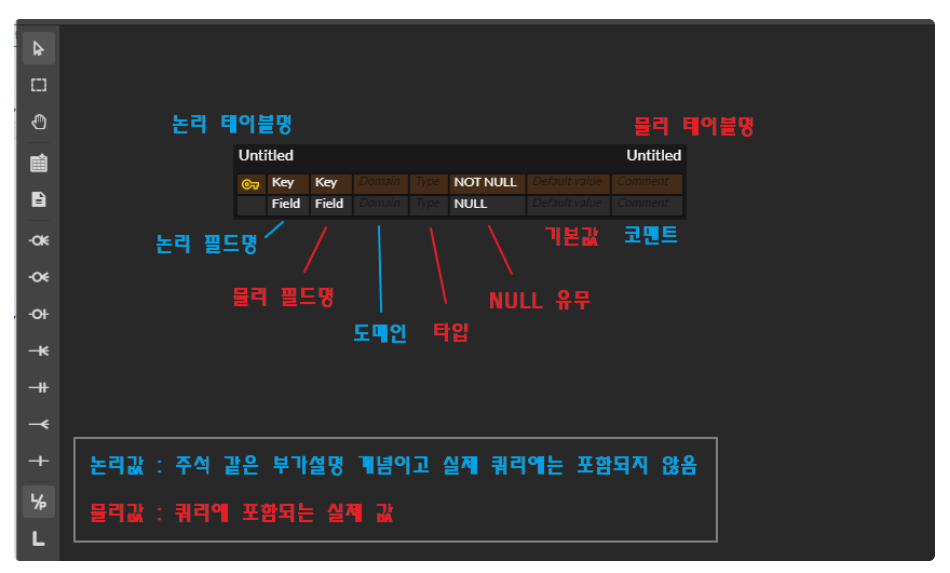 논리 테이블명
물리 테이블명
Untitled Untitled
Key Key Domain Type NOT NULL Default value Comment
Field Field Domain Type NULL Default value Comment
논리 필드명
기본값
코멘트
물리 필드명
NULL 유무
도메인
타입
논리값 : 주석 같은 부가설명 개념이고 실제 쿼리에는 포함되지 않음
물리값 : 쿼리에 포함되는 실제 값
L/P
L